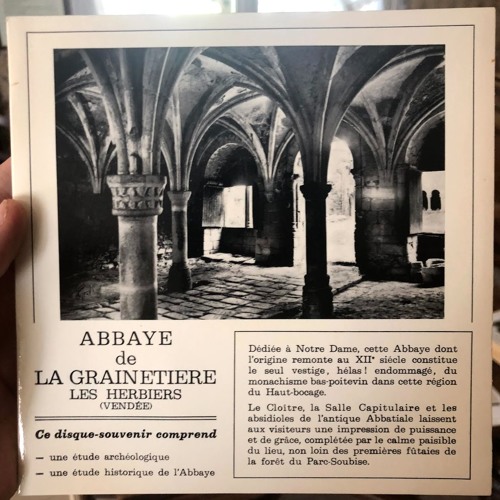 ABBAYE
de
LA GRAINETIERE
LES HERBIERS
(VENDÉE)
Ce disque-souvenir comprend
— une étude archéologique
— une étude historique de l'Abbaye
Dédiée à Notre Dame, cette Abbaye dont
l'origine remonte au XIIe siécle constitue
le seul vestige, hélas ! endommagé, du
monachisme bas-poitevin dans cette région
du Haut-bocage.
Le Cloître, la Salle Capitulaire et les
absidioles de l'antique Abbatiale laissent
aux visiteurs une impression de puissance
et de grâce, complétée par le calme paisible
du lieu, non loin des premières fûtaies de
la forêt du Parc-Soubise.